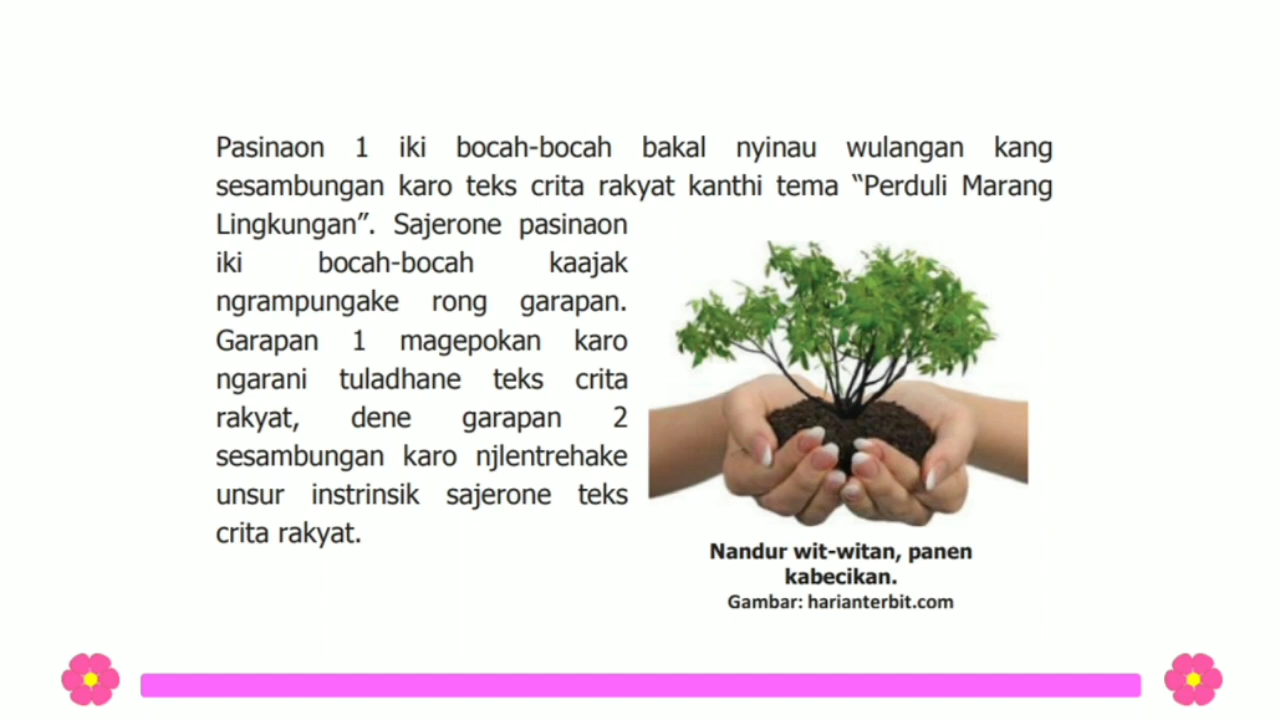 Pasinaon 1 iki bocah-bocah bakal nyinau wulangan kang
sesambungan karo teks crita rakyat kanthi tema “Perduli Marang
Lingkungan”. Sajerone pasinaon
iki bocah-bocah kaajak
ngrampungake rong garapan.
Garapan 1 magepokan karo
ngarani tuladhane teks crita
rakyat, dene garapan 2
sesambungan karo njlentrehake
unsur instrinsik sajerone teks
crita rakyat.
Nandur wit-witan, panen
kabecikan.
Gambar: harianterbit.com